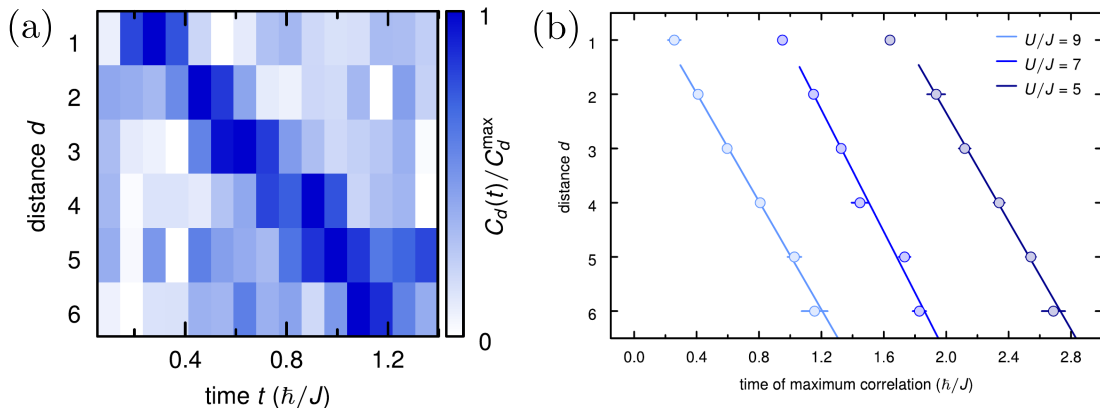 (a)
distance d
1
2
3
4
5
6
0.4
0.8
1.2
time t (ħ/J)
1
0
C_d(t)/C_d^max
(b)
distance d
1
2
3
4
5
6
U/J = 9
U/J = 7
U/J = 5
0.0
0.4
0.8
1.2
1.6
2.0
2.4
2.8
time of maximum correlation (ħ/J)